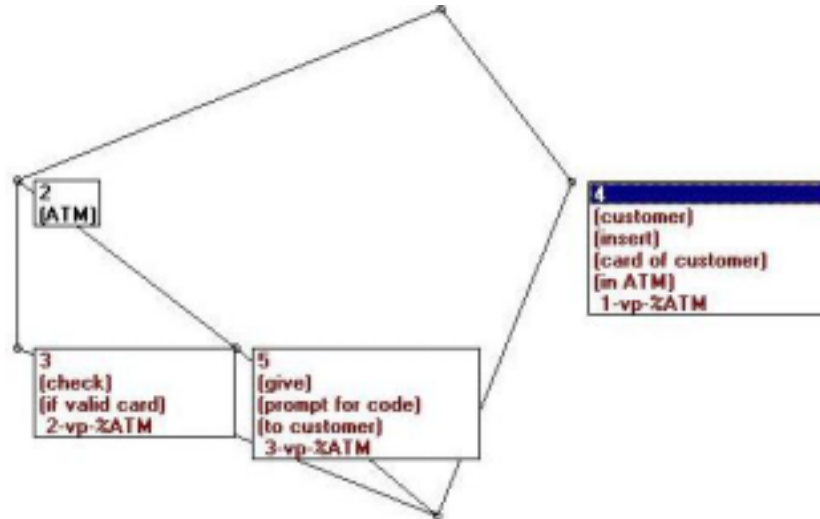 2
(ATM)
4
(customer)
(insert)
(card of customer)
(in ATM)
1-vp-%ATM
3
(check)
(if valid card)
2-vp-%ATM
5
(give)
(prompt for code)
(to customer)
3-vp-%ATM